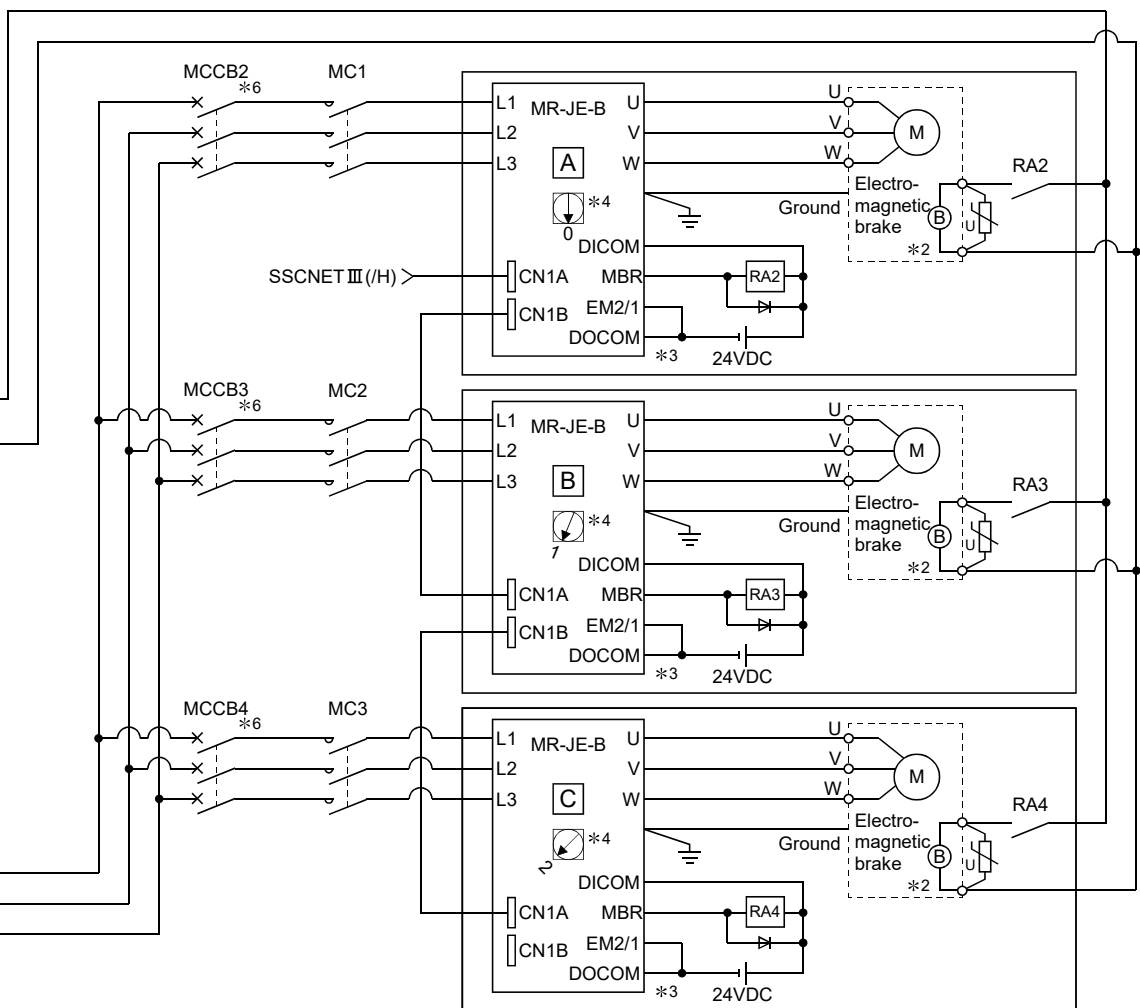 MCCB2 MC1
*6
L1 MR-JE-B U
L2 V
L3 W
A
*4
0
U
V
W
M
Ground
Electro-
magnetic
brake
*2
B
U
RA2
SSCNETⅢ(/H)
CN1A
CN1B
DICOM
MBR
EM2/1
DOCOM
RA2
*3
24VDC
MCCB3 MC2
*6
L1 MR-JE-B U
L2 V
L3 W
B
*4
1
U
V
W
M
Ground
Electro-
magnetic
brake
*2
B
U
RA3
CN1A
CN1B
DICOM
MBR
EM2/1
DOCOM
RA3
*3
24VDC
MCCB4 MC3
*6
L1 MR-JE-B U
L2 V
L3 W
C
*4
2
U
V
W
M
Ground
Electro-
magnetic
brake
*2
B
U
RA4
CN1A
CN1B
DICOM
MBR
EM2/1
DOCOM
RA4
*3
24VDC